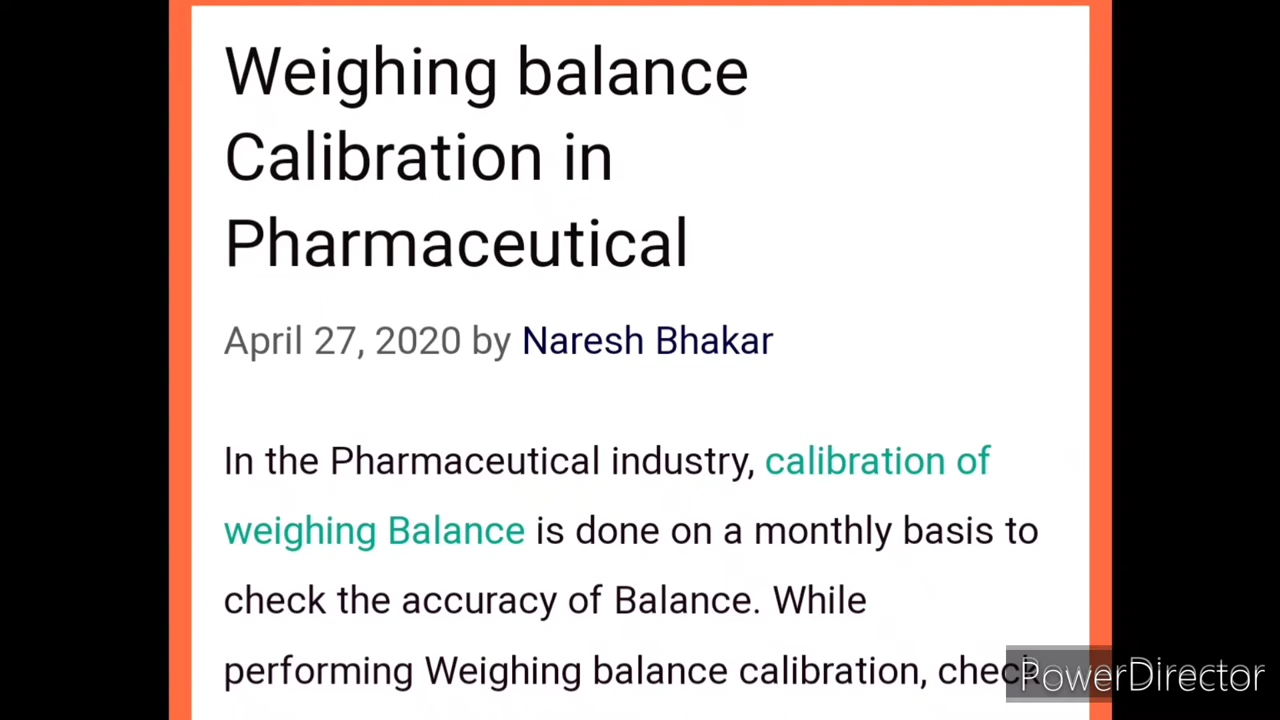 Weighing balance
Calibration in
Pharmaceutical
April 27, 2020 by Naresh Bhakar
In the Pharmaceutical industry, calibration of
weighing Balance is done on a monthly basis to
check the accuracy of Balance. While
performing Weighing balance calibration, check
PowerDirector